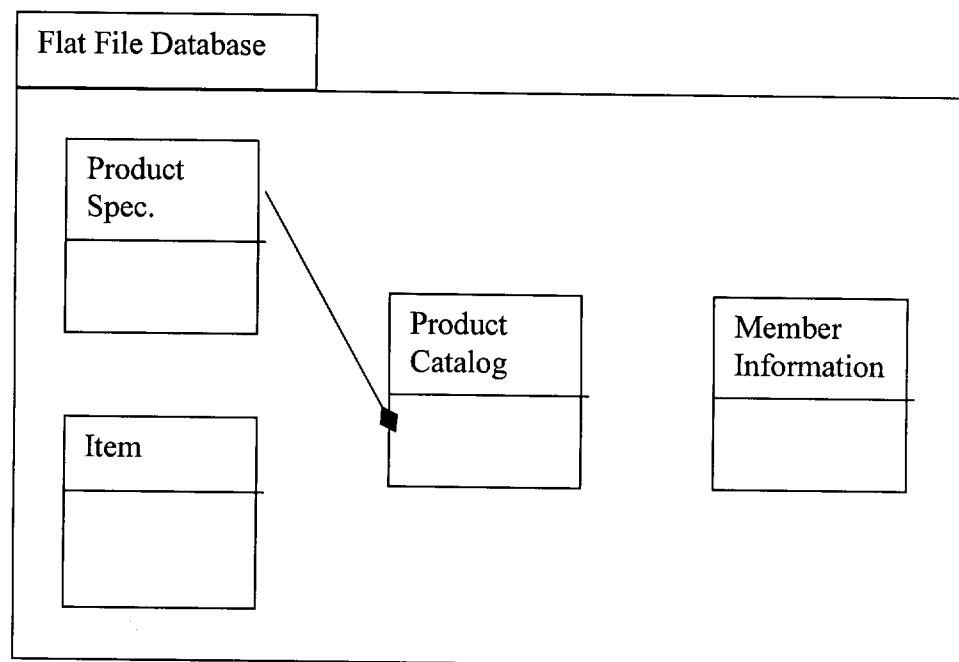 Flat File Database
Product
Spec.
Product
Catalog
Member
Information
Item